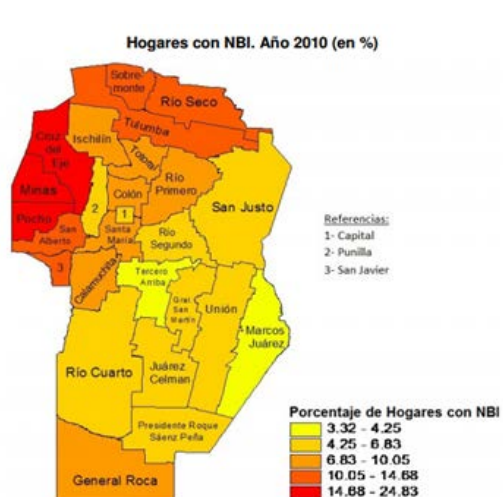 Hogares con NBI. Año 2010 (en %)
Sobre-
monte
Río Seco
Tulumba
Cruz
del
Eje
Ischilín
Totoral
Minas
Río
Primero
Colón
2
1
San Justo
Pocho
San
Alberto
Santa
María
Río
Segundo
3
Calamuchita
Tercero
Arriba
Gral.
San
Martín
Unión
Marcos
Juárez
Río Cuarto
Juárez
Celman
Presidente Roque
Sáenz Peña
General Roca
Referencias:
1- Capital
2- Punilla
3- San Javier
Porcentaje de Hogares con NBI
3.32 - 4.25
4.25 - 6.83
6.83 - 10.05
10.05 - 14.68
14.68 - 24.83